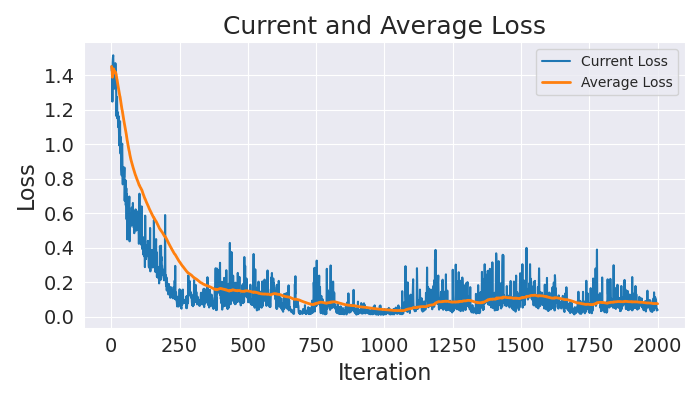 Current and Average Loss
Current Loss
Average Loss
Loss
1.4
1.2
1.0
0.8
0.6
0.4
0.2
0.0
0 250 500 750 1000 1250 1500 1750 2000
Iteration